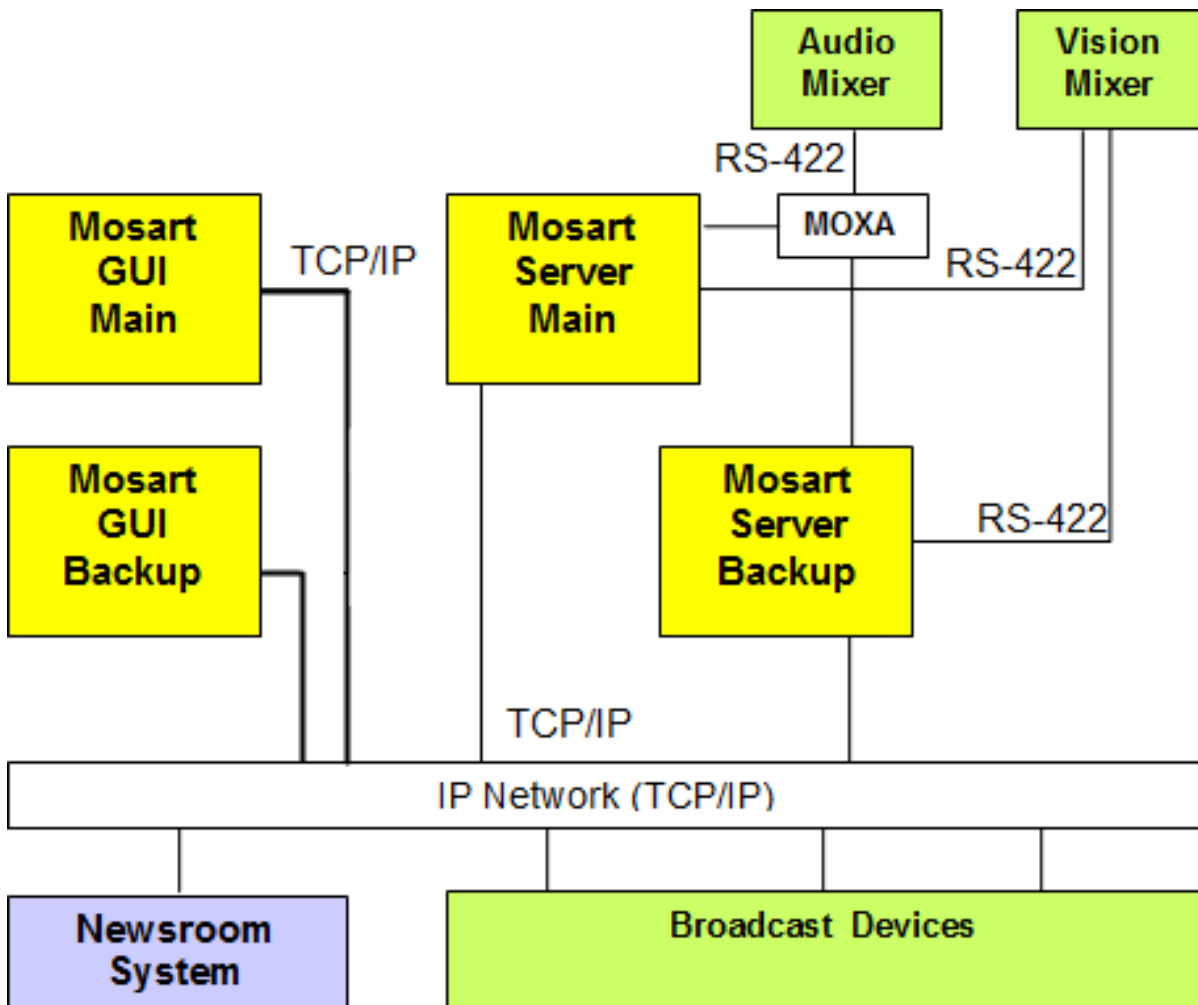 Audio
Mixer
Vision
Mixer
RS-422
Mosart
GUI
Main
TCP/IP
Mosart
Server
Main
MOXA
RS-422
Mosart
GUI
Backup
Mosart
Server
Backup
RS-422
TCP/IP
IP Network (TCP/IP)
Newsroom
System
Broadcast Devices